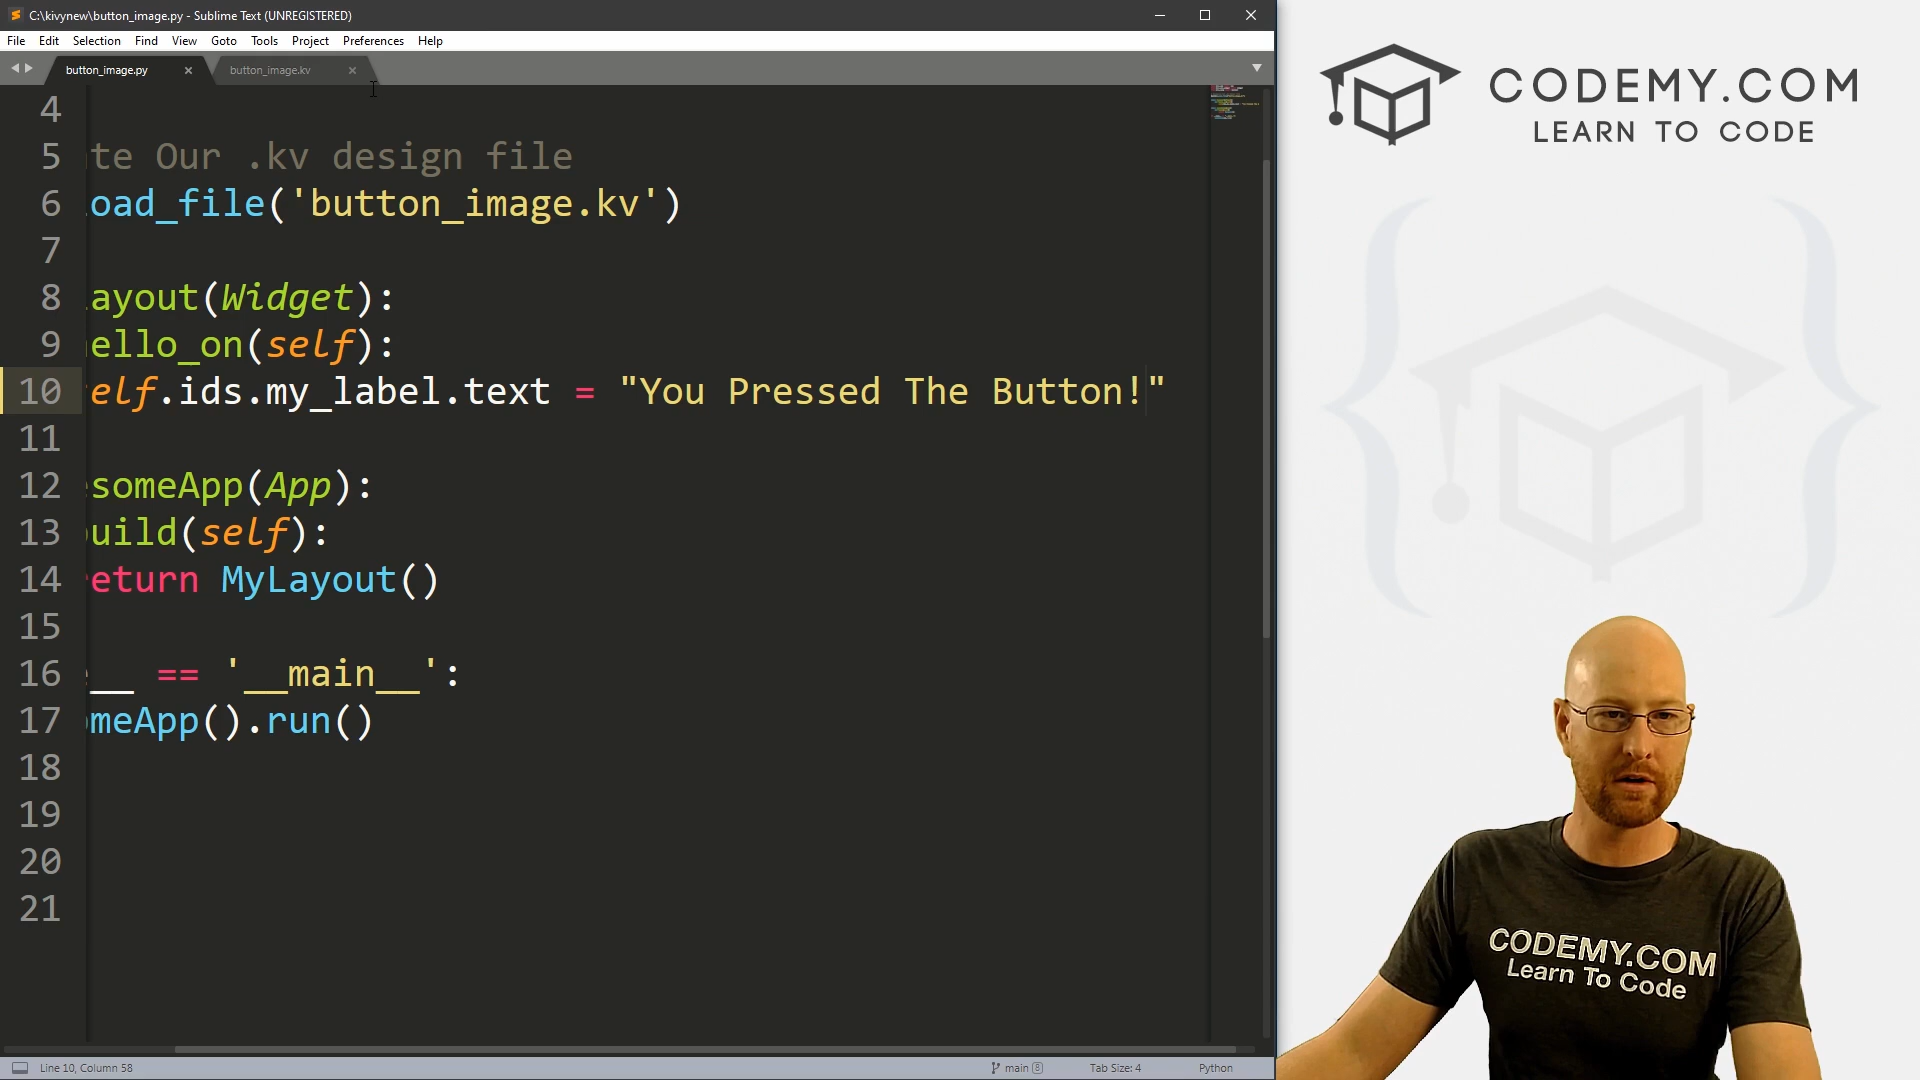 C:\kivynew\button_image.py - Sublime Text (UNREGISTERED)
File Edit Selection Find View Goto Tools Project Preferences Help
button_image.py
button_image.kv
4
5 te Our .kv design file
6 oad_file('button_image.kv')
7
8 ayout(Widget):
9 ello_on(self):
10 elf.ids.my_label.text = "You Pressed The Button!"
11
12 someApp(App):
13 uild(self):
14 eturn MyLayout()
15
16 __ == '__main__':
17 meApp().run()
18
19
20
21
Line 10, Column 58
main 8
Tab Size: 4
Python
CODEMY.COM
LEARN TO CODE
CODEMY.COM
Learn To Code